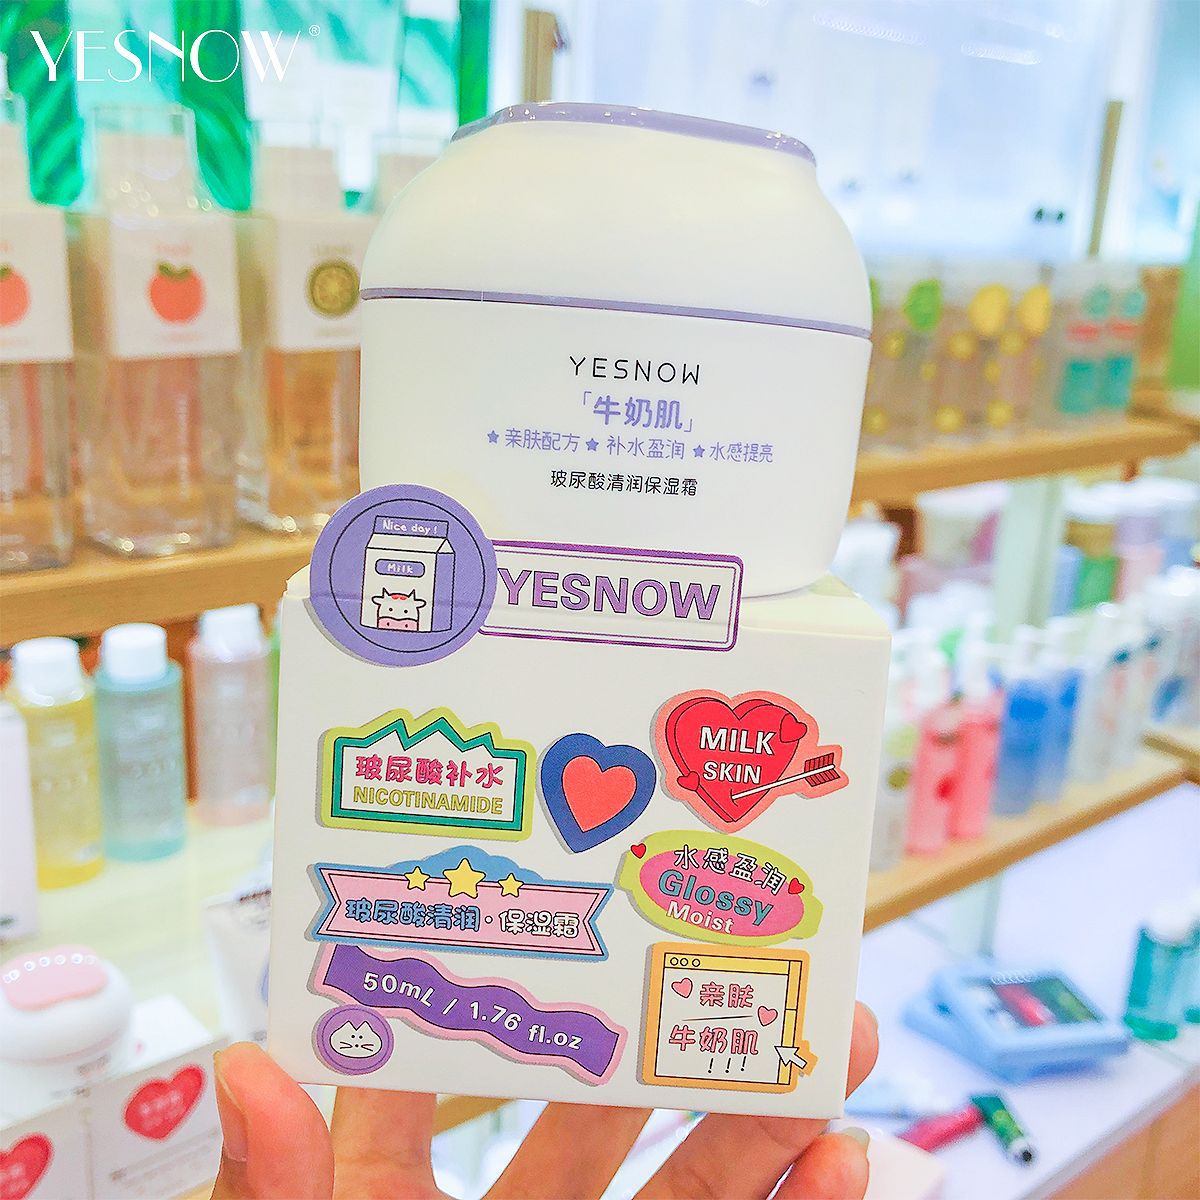 YESNOW®
YESNOW
「牛奶肌」
★亲肤配方★补水盈润★水感提亮
玻尿酸清润保湿霜
Nice day!
Milk
YESNOW
玻尿酸补水
NICOTINAMIDE
MILK
SKIN
水感盈润
Glossy
Moist
玻尿酸清润·保湿霜
50mL / 1.76 fl.oz
亲肤
牛奶肌
!!!